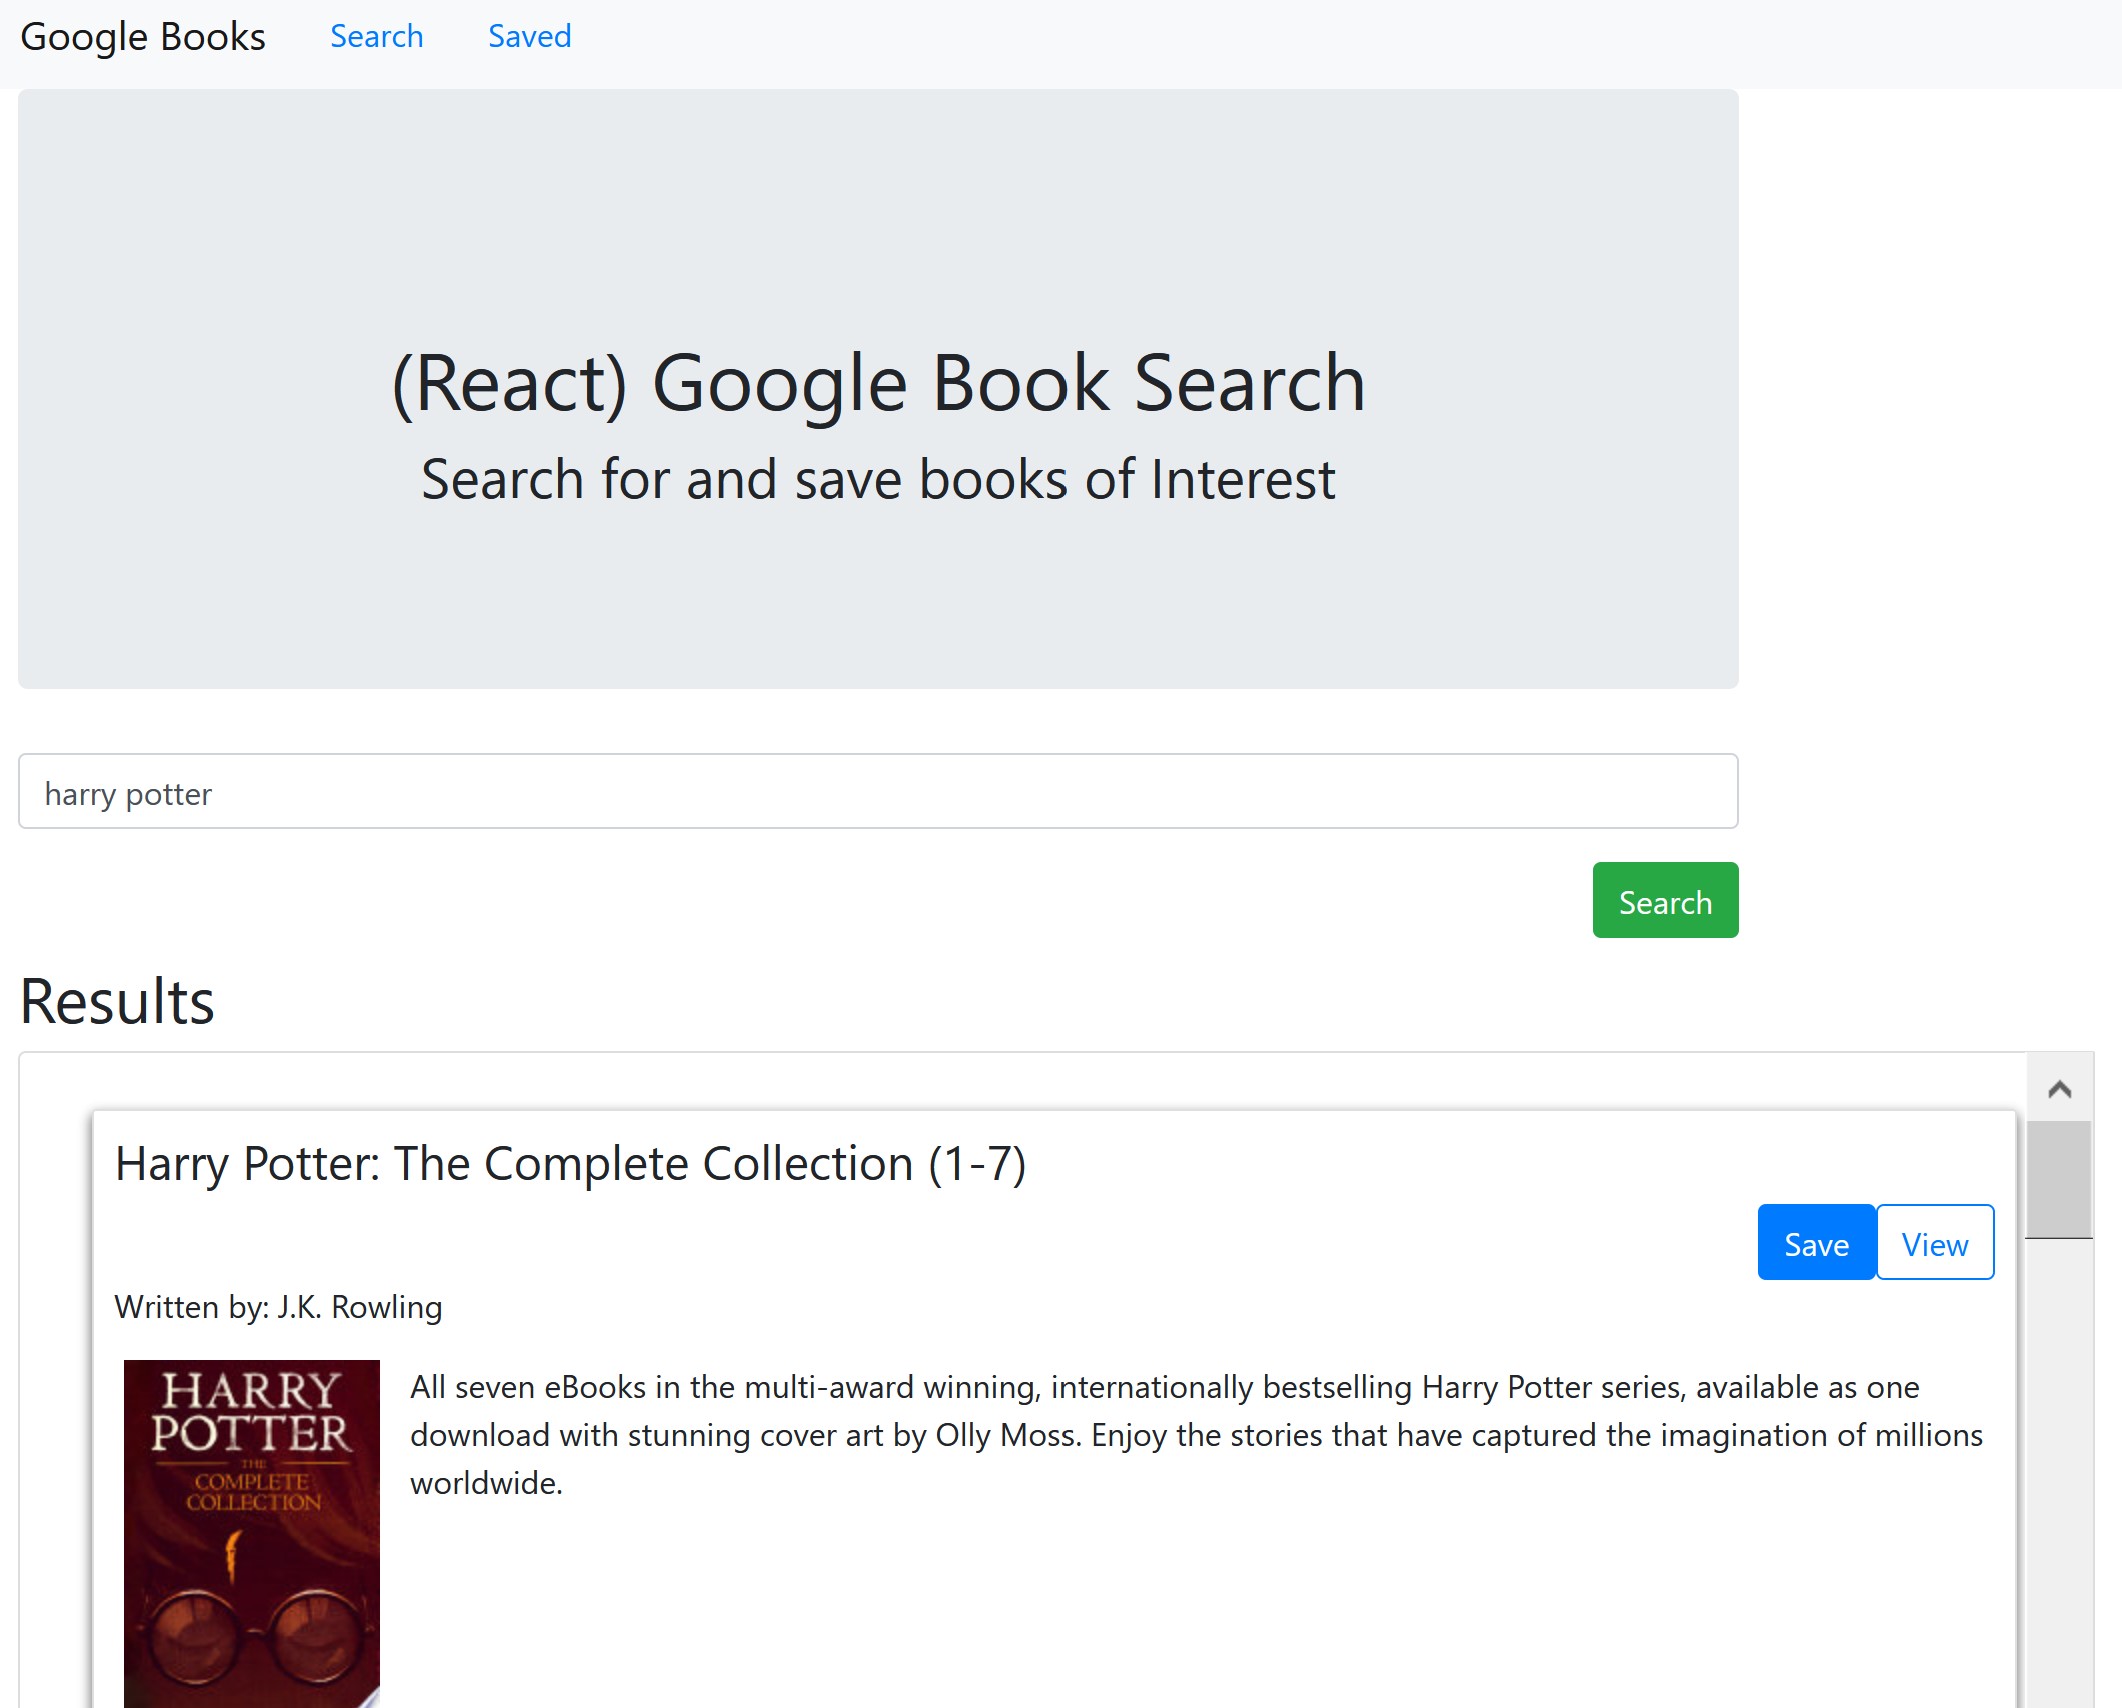 Google Books Search Saved
(React) Google Book Search
Search for and save books of Interest
harry potter
Search
Results
Harry Potter: The Complete Collection (1-7)
Save View
Written by: J.K. Rowling
HARRY
POTTER
THE
COMPLETE
COLLECTION
All seven eBooks in the multi-award winning, internationally bestselling Harry Potter series, available as one
download with stunning cover art by Olly Moss. Enjoy the stories that have captured the imagination of millions
worldwide.